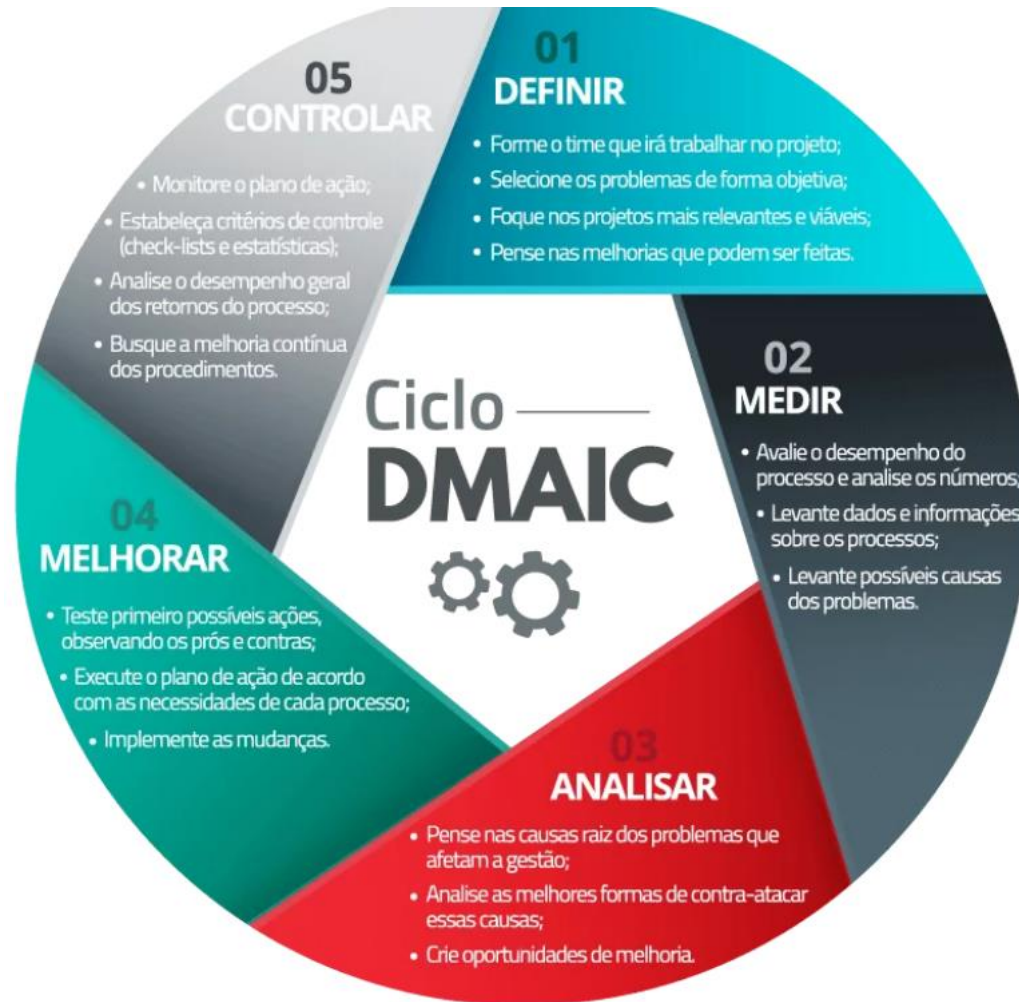 Ciclo
DMAIC
01
DEFINIR
• Forme o time que irá trabalhar no projeto;
• Selecione os problemas de forma objetiva;
• Foque nos projetos mais relevantes e viáveis;
• Pense nas melhorias que podem ser feitas.
02
MEDIR
• Avalie o desempenho do
processo e analise os números;
• Levante dados e informações
sobre os processos;
• Levante possíveis causas
dos problemas.
03
ANALISAR
• Pense nas causas raiz dos problemas que
afetam a gestão;
• Analise as melhores formas de contra-atacar
essas causas;
• Crie oportunidades de melhoria.
04
MELHORAR
• Teste primeiro possíveis ações,
observando os prós e contras;
• Execute o plano de ação de acordo
com as necessidades de cada processo;
• Implemente as mudanças.
05
CONTROLAR
• Monitore o plano de ação;
• Estabeleça critérios de controle
(check-lists e estatísticas);
• Analise o desempenho geral
dos retornos do processo;
• Busque a melhoria contínua
dos procedimentos.